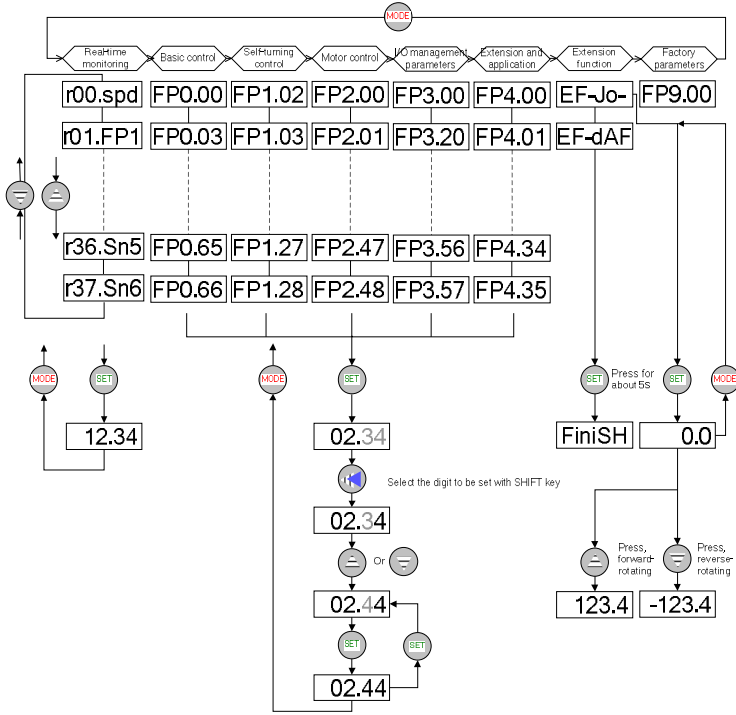 MODE
Real-time monitoring
Basic control
Self-turning control
Motor control
I/O management parameters
Extension and application
Extension function
Factory parameters
r00.spd FP0.00 FP1.02 FP2.00 FP3.00 FP4.00 EF-Jo- FP9.00
r01.FP1 FP0.03 FP1.03 FP2.01 FP3.20 FP4.01 EF-dAF
r36.Sn5 FP0.65 FP1.27 FP2.47 FP3.56 FP4.34
r37.Sn6 FP0.66 FP1.28 FP2.48 FP3.57 FP4.35
MODE SET MODE SET SET Press for
about 5s
SET MODE
12.34 02.34 FiniSH 0.0
Select the digit to be set with SHIFT key
02.34
Or
Press,
forward-
rotating
Press,
reverse-
rotating
02.44 123.4 -123.4
SET SET
02.44